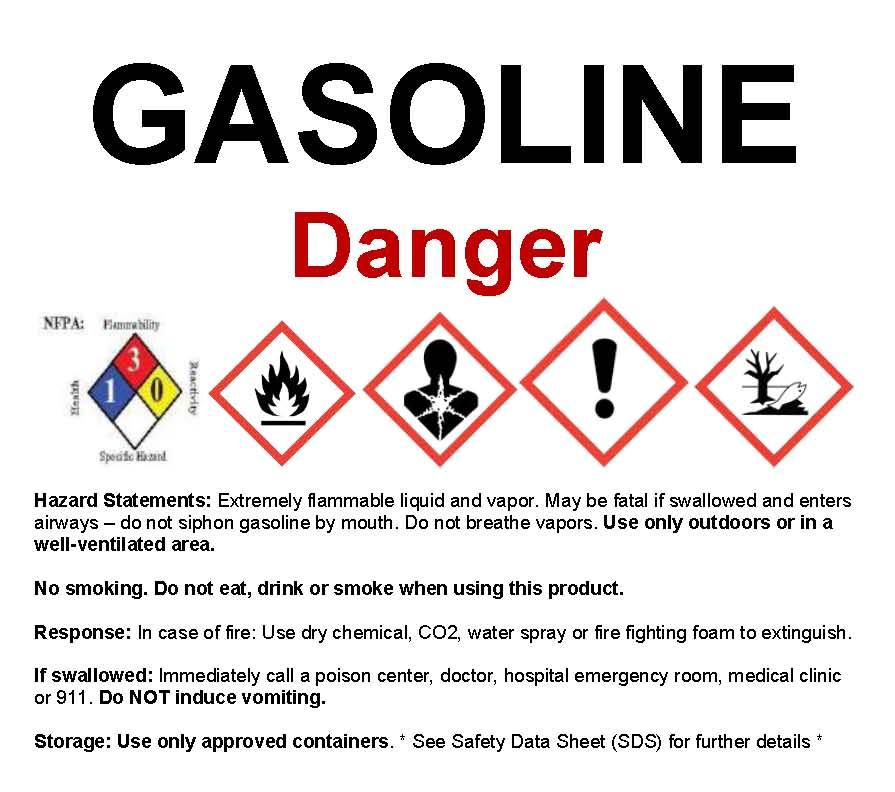 GASOLINE
Danger
NFPA:
Flammability
Health
3
1
0
Reactivity
Specific Hazard
Hazard Statements: Extremely flammable liquid and vapor. May be fatal if swallowed and enters
airways – do not siphon gasoline by mouth. Do not breathe vapors. Use only outdoors or in a
well-ventilated area.
No smoking. Do not eat, drink or smoke when using this product.
Response: In case of fire: Use dry chemical, CO2, water spray or fire fighting foam to extinguish.
If swallowed: Immediately call a poison center, doctor, hospital emergency room, medical clinic
or 911. Do NOT induce vomiting.
Storage: Use only approved containers. * See Safety Data Sheet (SDS) for further details *